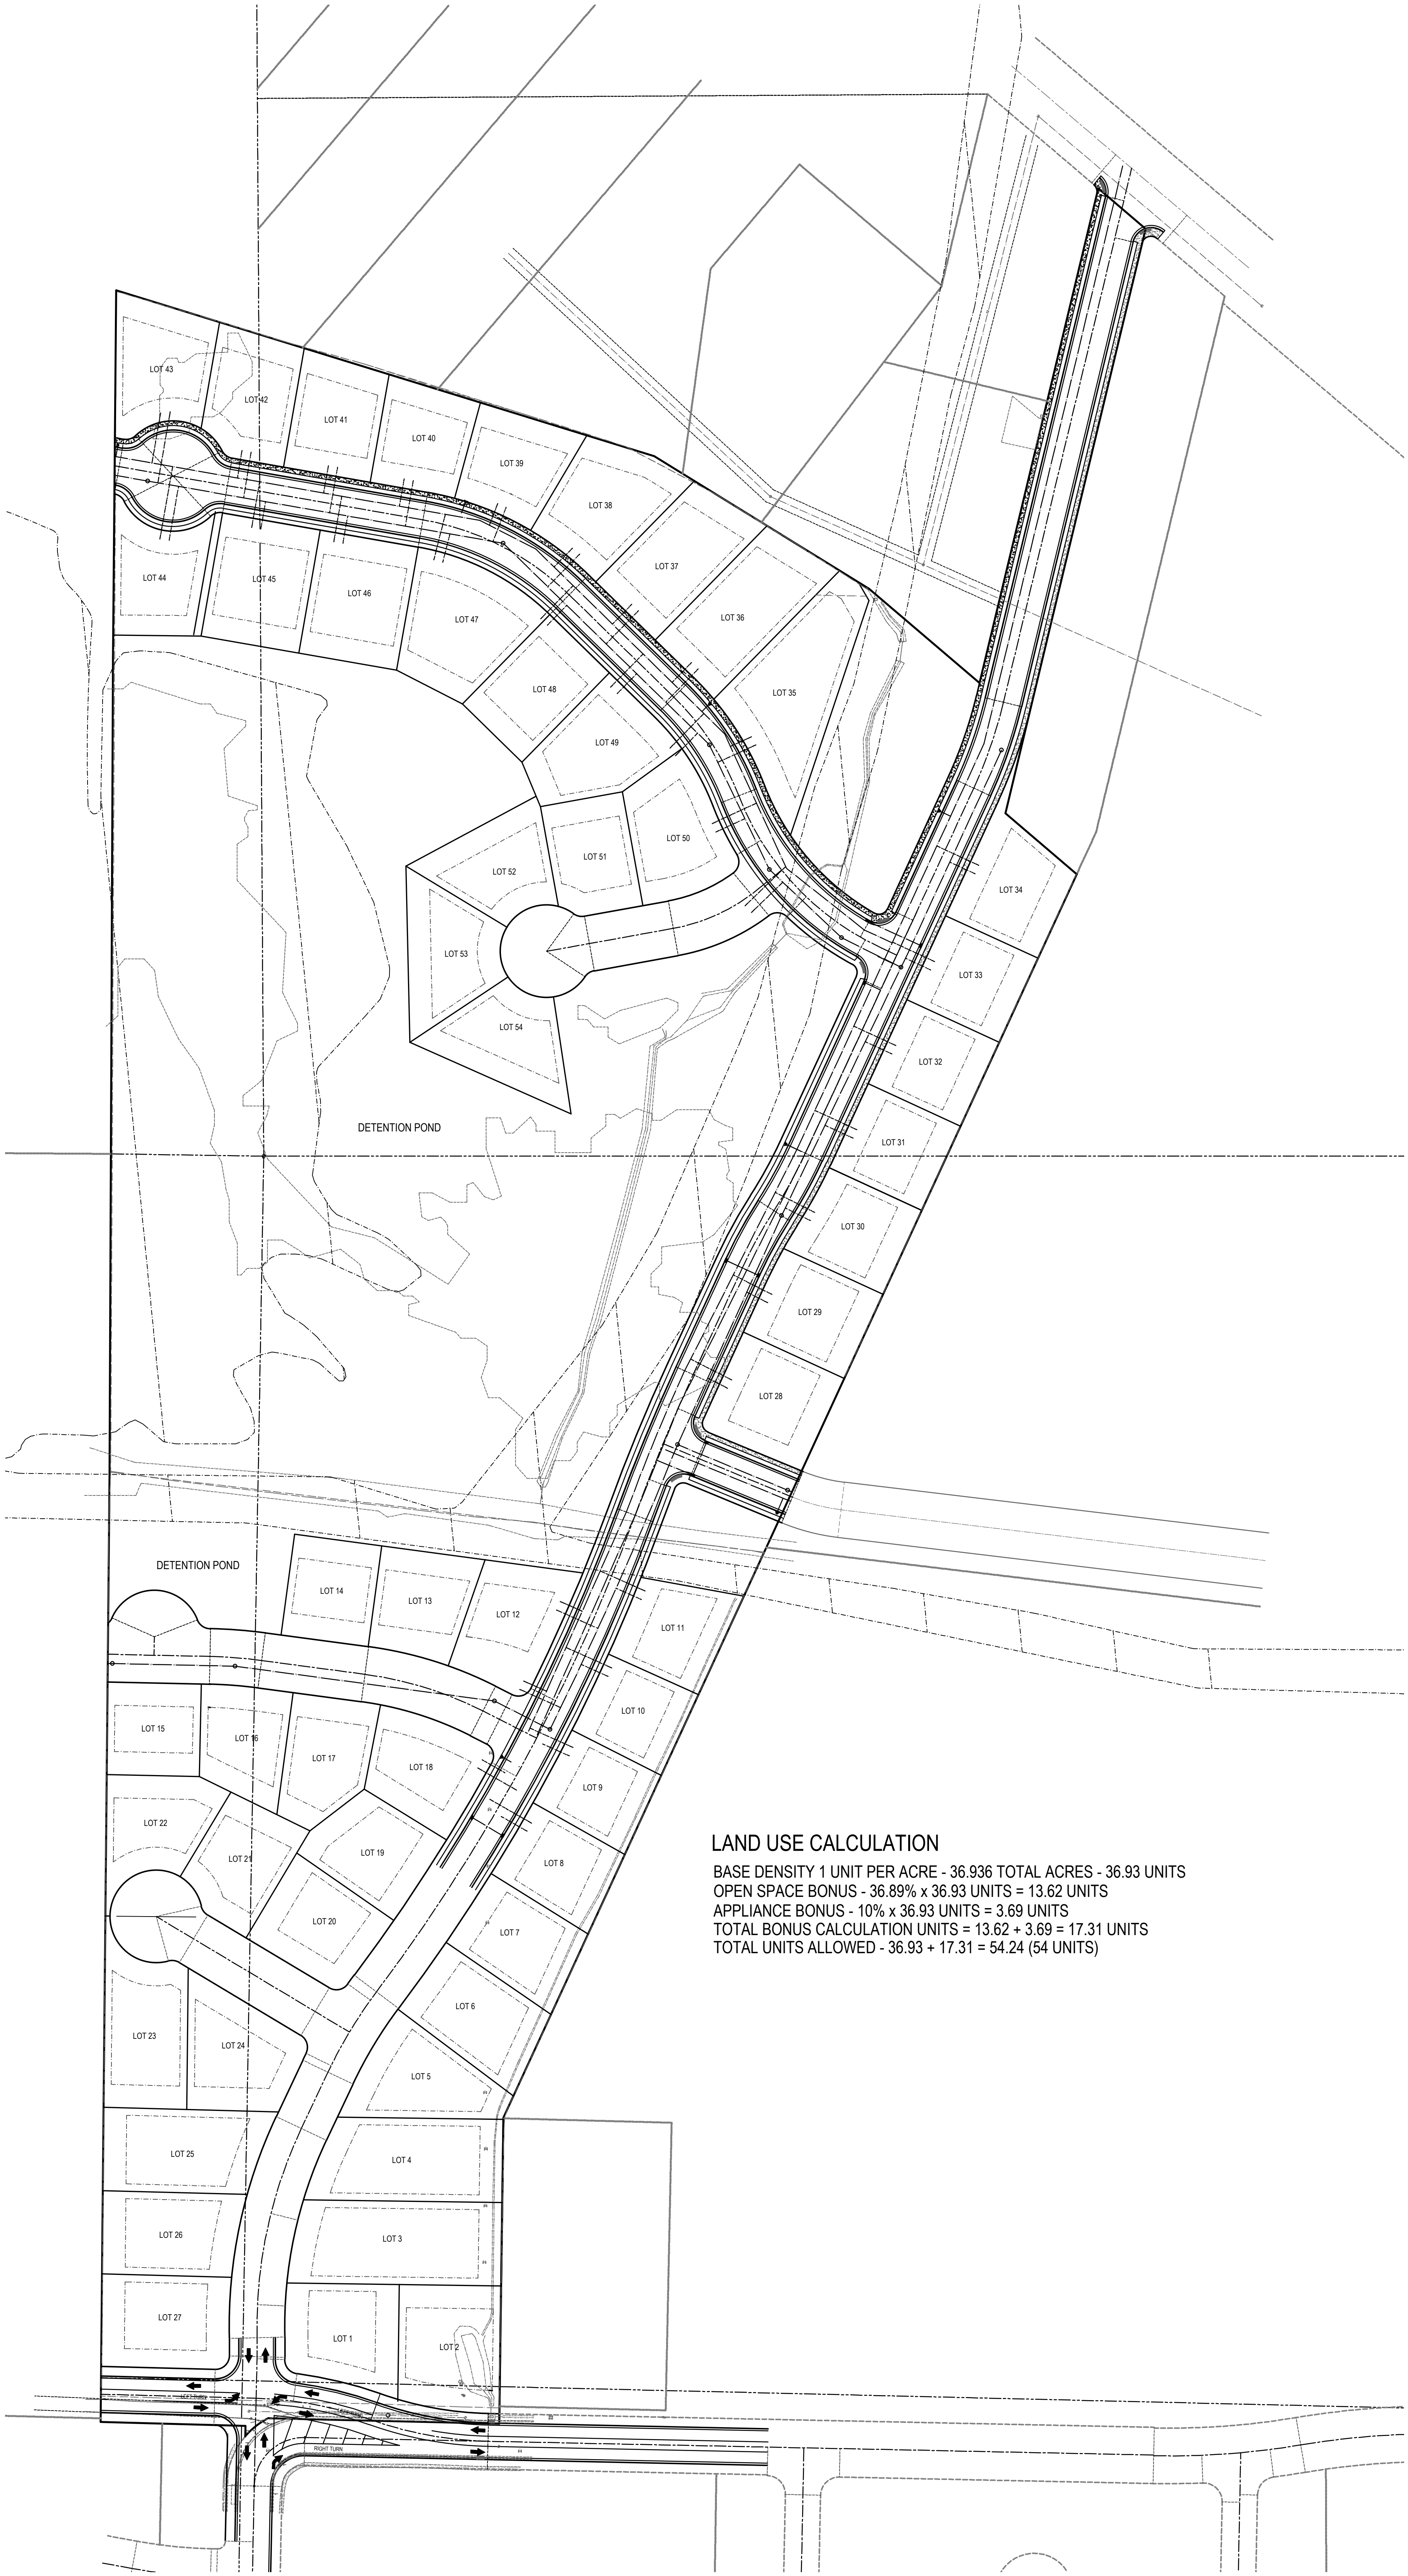 LOT 43
LOT 42
LOT 41
LOT 40
LOT 39
LOT 38
LOT 37
LOT 36
LOT 35
LOT 44
LOT 45
LOT 46
LOT 47
LOT 48
LOT 49
LOT 50
LOT 51
LOT 52
LOT 53
LOT 54
LOT 34
LOT 33
LOT 32
LOT 31
LOT 30
LOT 29
LOT 28
DETENTION POND
DETENTION POND
LOT 14
LOT 13
LOT 12
LOT 11
LOT 10
LOT 9
LOT 8
LOT 7
LOT 6
LOT 5
LOT 15
LOT 16
LOT 17
LOT 18
LOT 22
LOT 21
LOT 19
LOT 20
LAND USE CALCULATION
BASE DENSITY 1 UNIT PER ACRE - 36.936 TOTAL ACRES - 36.93 UNITS
OPEN SPACE BONUS - 36.89% x 36.93 UNITS = 13.62 UNITS
APPLIANCE BONUS - 10% x 36.93 UNITS = 3.69 UNITS
TOTAL BONUS CALCULATION UNITS = 13.62 + 3.69 = 17.31 UNITS
TOTAL UNITS ALLOWED - 36.93 + 17.31 = 54.24 (54 UNITS)
LOT 23
LOT 24
LOT 25
LOT 4
LOT 26
LOT 3
LOT 27
LOT 1
LOT 2
LEFT TURN
RIGHT TURN